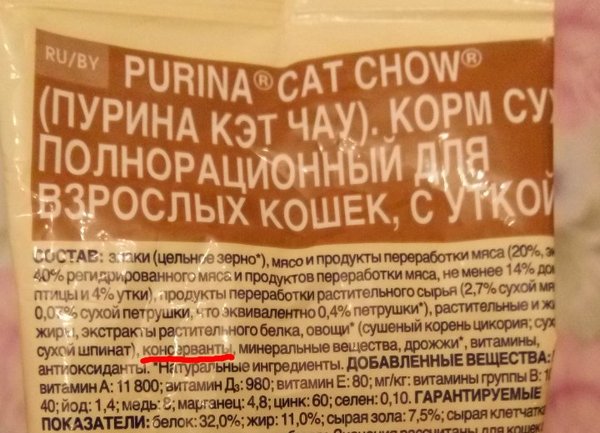 RU/BY
PURINA® CAT CHOW®
(ПУРИНА КЭТ ЧАУ). КОРМ СУ
ПОЛНОРАЦИОННЫЙ ДЛЯ
ВЗРОСЛЫХ КОШЕК, С УТКОЙ
СОСТАВ: злаки (цельное зерно*), мясо и продукты переработки мяса (20%, эк
40% регидрированного мяса и продуктов переработки мяса, не менее 14% дом
птицы и 4% утки), продукты переработки растительного сырья (2,7% сухой мя
0,07% сухой петрушки, что эквивалентно 0,4% петрушки*), растительные и жи
жиры, экстракты растительного белка, овощи* (сушеный корень цикория; сух
сухой шпинат), консерванты, минеральные вещества, дрожжи*, витамины,
антиоксиданты. *Натуральные ингредиенты. ДОБАВЛЕННЫЕ ВЕЩЕСТВА:
витамин A: 11 800; витамин D₃: 980; витамин E: 80; мг/кг: витамины группы B: 1
40; йод: 1,4; медь: 8; марганец: 4,8; цинк: 60; селен: 0,10. ГАРАНТИРУЕМЫЕ
ПОКАЗАТЕЛИ: белок: 32,0%; жир: 11,0%; сырая зола: 7,5%; сырая клетчатка